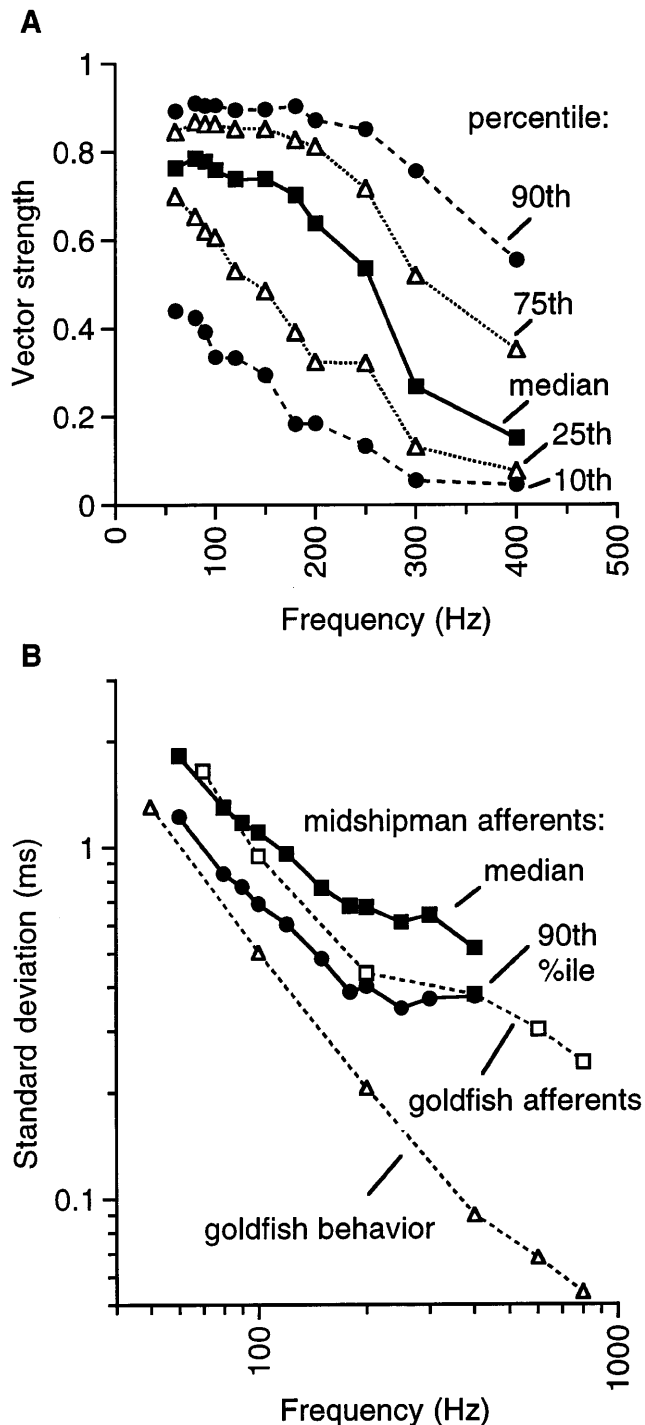 A
1
0.8
0.6
0.4
0.2
0
Vector strength
percentile:
90th
75th
median
25th
10th
0
100
200
300
400
500
Frequency (Hz)
B
1
0.1
Standard deviation (ms)
midshipman afferents:
median
90th
%ile
goldfish afferents
goldfish behavior
100
1000
Frequency (Hz)